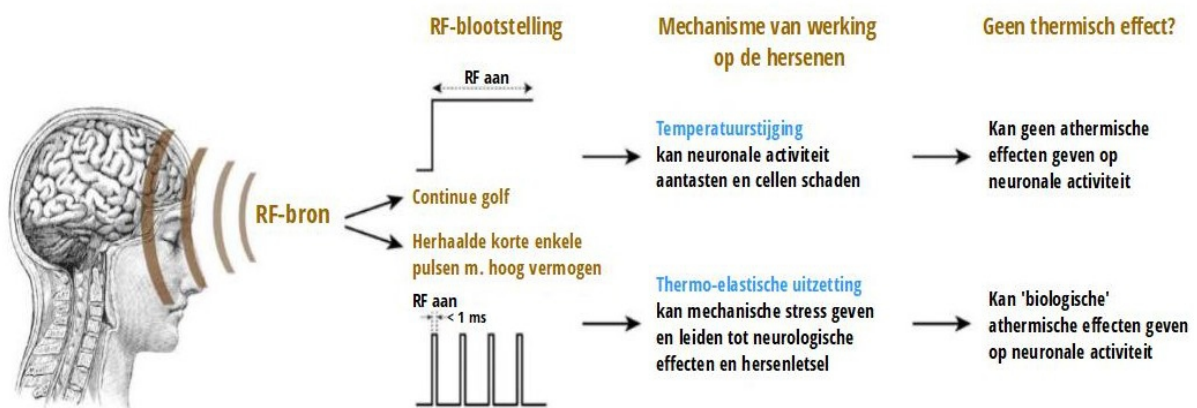 RF-blootstelling
Mechanisme van werking
op de hersenen
Geen thermisch effect?
RF aan
Temperatuurstijging
kan neuronale activiteit
aantasten en cellen schaden
Kan geen athermische
effecten geven op
neuronale activiteit
RF-bron
Continue golf
Herhaalde korte enkele
pulsen m. hoog vermogen
RF aan
< 1 ms
Thermo-elastische uitzetting
kan mechanische stress geven
en leiden tot neurologische
effecten en hersenletsel
Kan 'biologische'
athermische effecten geven
op neuronale activiteit